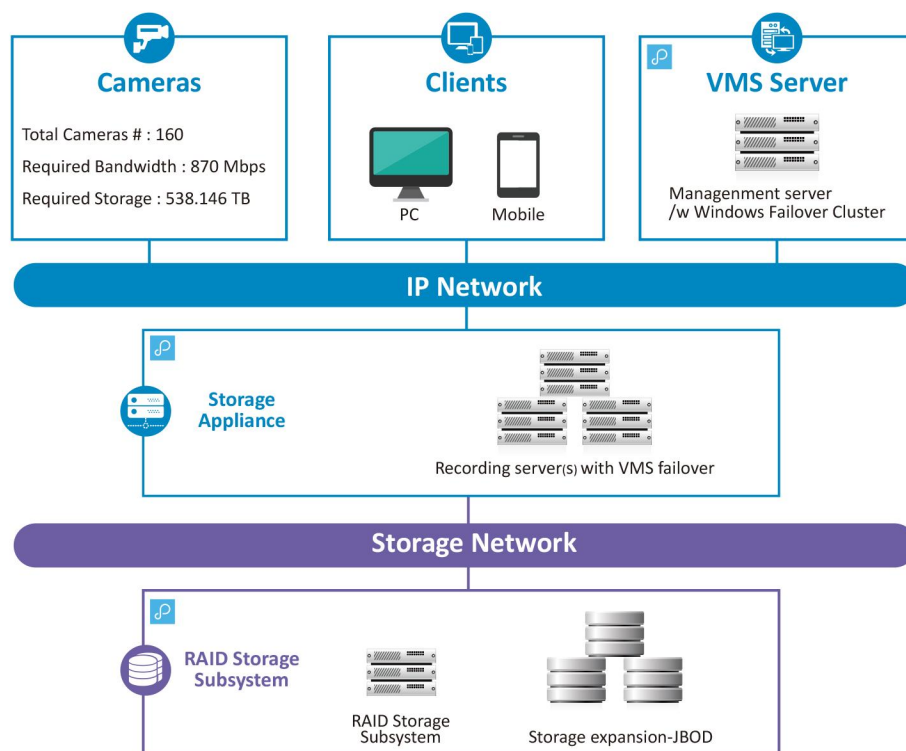 Cameras
Total Cameras # : 160
Required Bandwidth : 870 Mbps
Required Storage : 538.146 TB
Clients
PC
Mobile
VMS Server
Managenment server
/w Windows Failover Cluster
IP Network
Storage
Appliance
Recording server(s) with VMS failover
Storage Network
RAID Storage
Subsystem
RAID Storage
Subsystem
Storage expansion-JBOD